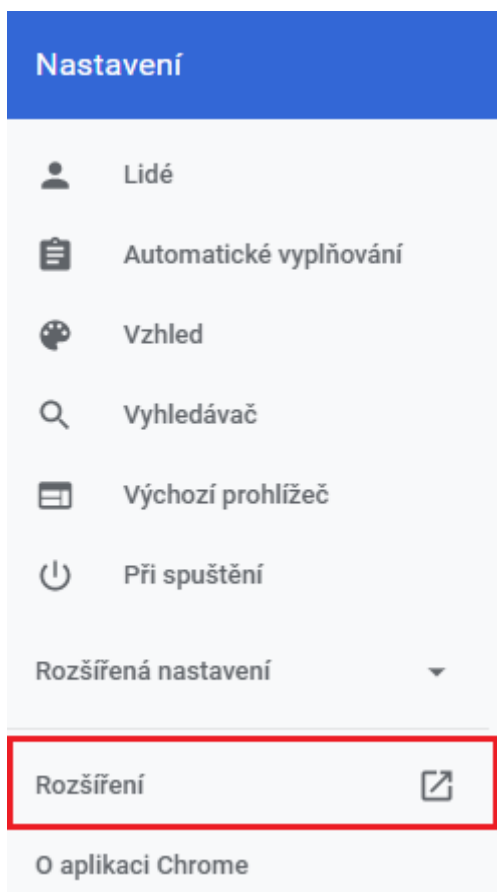 Nastavení
Lidé
Automatické vyplňování
Vzhled
Vyhledávač
Výchozí prohlížeč
Při spuštění
Rozšířená nastavení
Rozšíření
O aplikaci Chrome